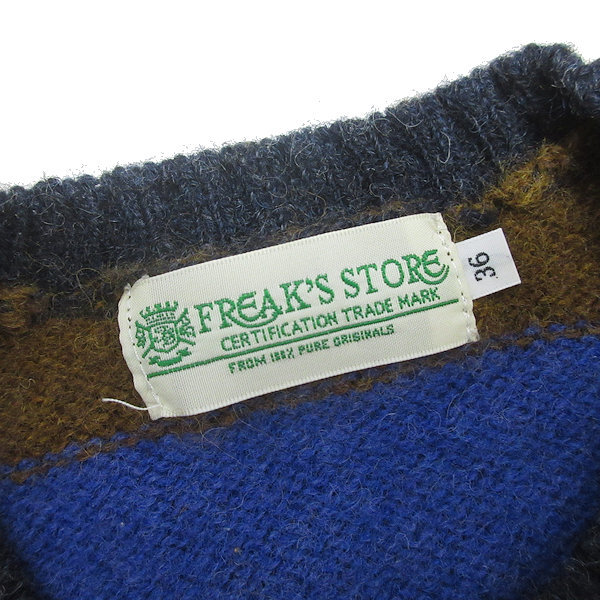 FREAK'S STORE
CERTIFICATION TRADE MARK
FROM 100% PURE ORIGINALS
36